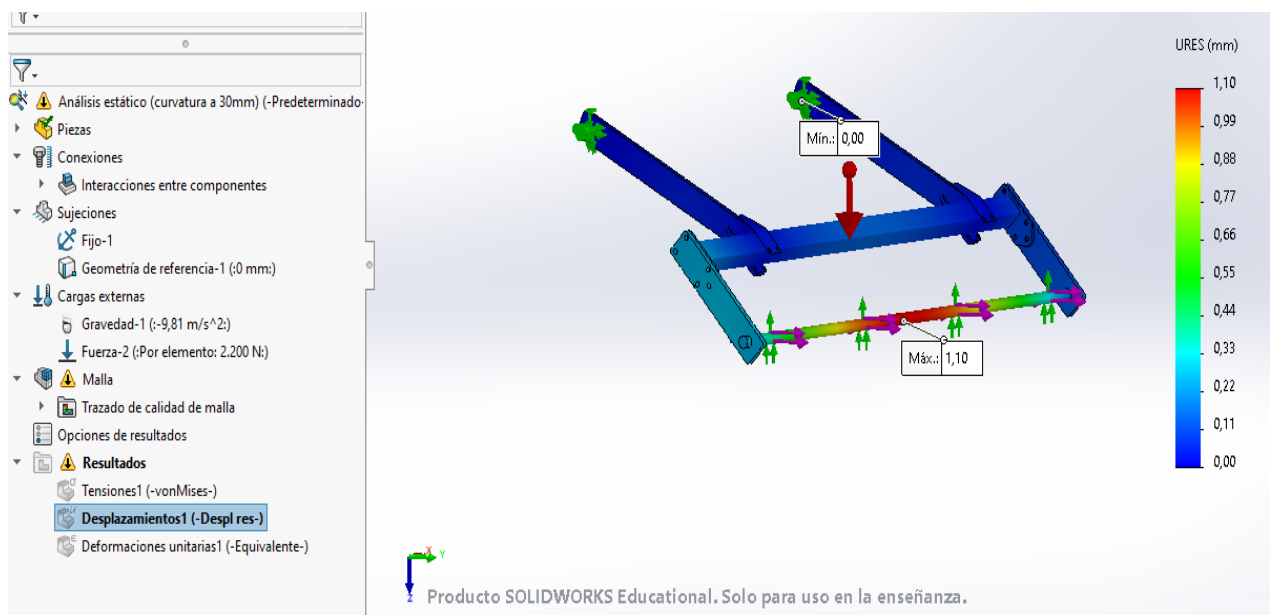 Análisis estático (curvatura a 30mm) (-Predeterminado-
Piezas
Conexiones
Interacciones entre componentes
Sujeciones
Fijo-1
Geometría de referencia-1 (:0 mm:)
Cargas externas
Gravedad-1 (:-9,81 m/s^2:)
Fuerza-2 (:Por elemento: 2.200 N:)
Malla
Trazado de calidad de malla
Opciones de resultados
Resultados
Tensiones1 (-vonMises-)
Desplazamientos1 (-Despl res-)
Deformaciones unitarias1 (-Equivalente-)
Mín.: 0,00
Máx.: 1,10
URES (mm)
1,10
0,99
0,88
0,77
0,66
0,55
0,44
0,33
0,22
0,11
0,00
X
Y
Z
Producto SOLIDWORKS Educational. Solo para uso en la enseñanza.